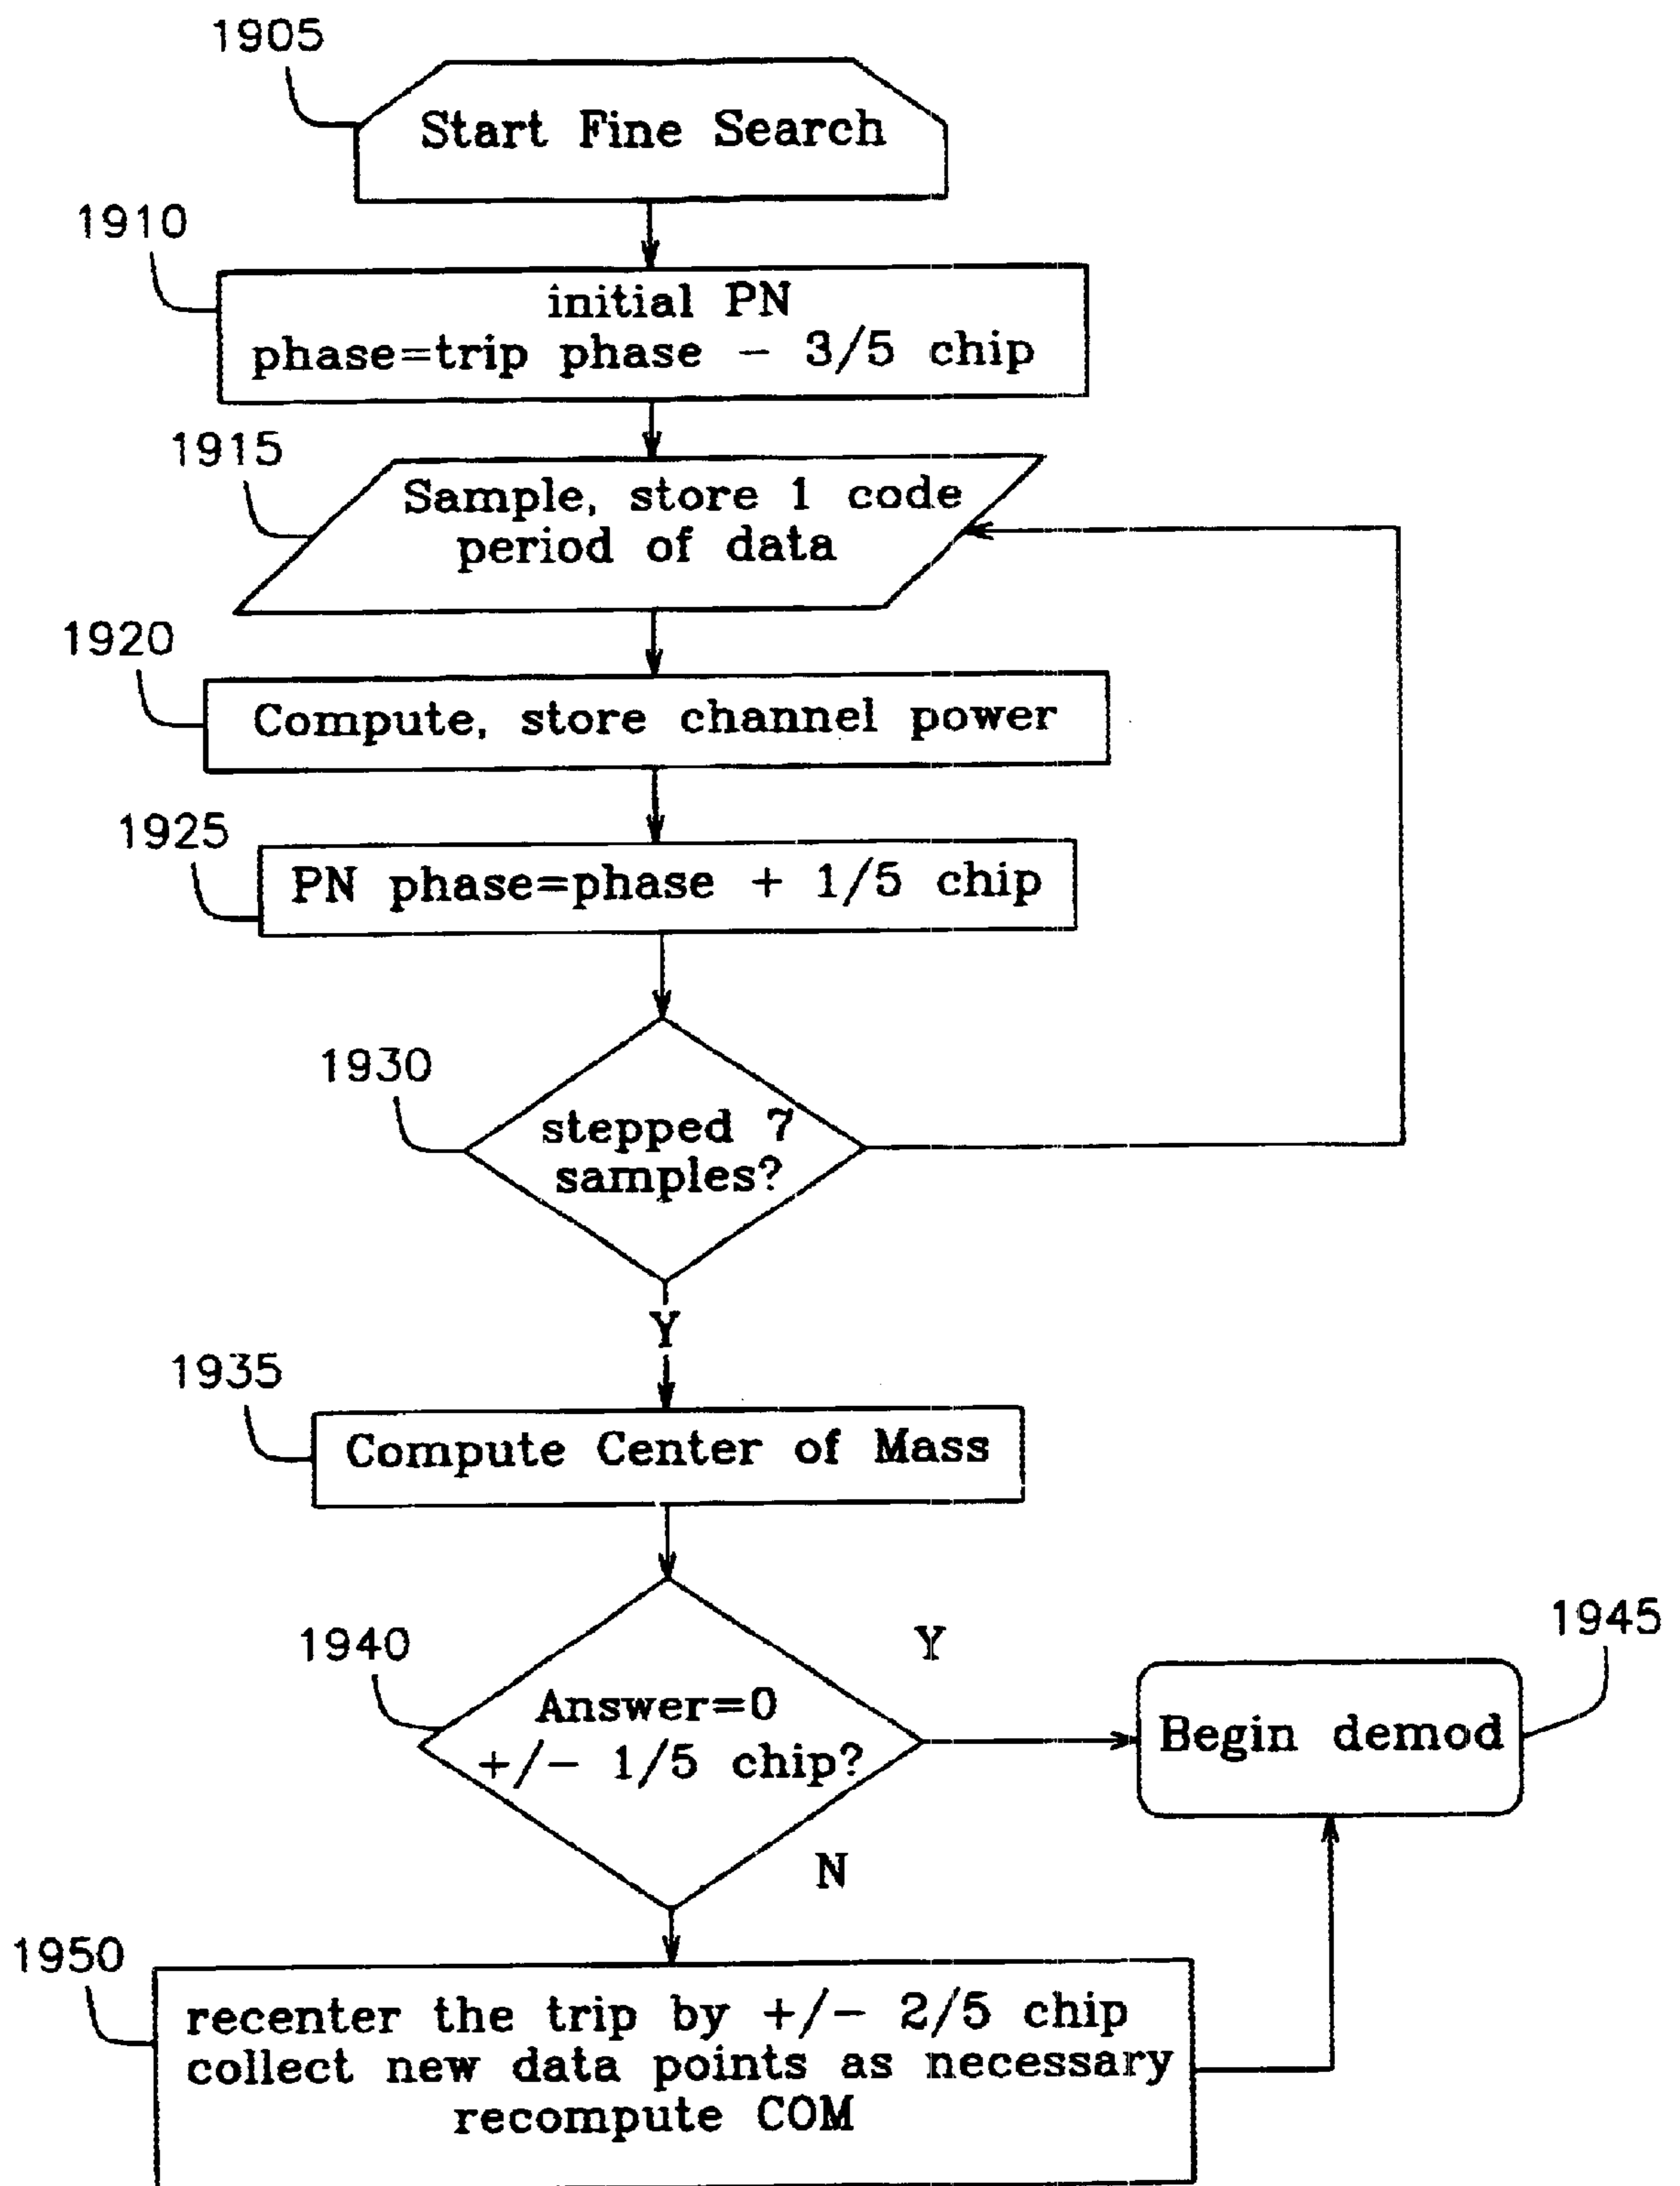 1905
Start Fine Search
1910
initial PN
phase=trip phase - 3/5 chip
1915
Sample, store 1 code
period of data
1920
Compute, store channel power
1925
PN phase=phase + 1/5 chip
1930
stepped 7
samples?
Y
1935
Compute Center of Mass
1940
Answer=0
+/- 1/5 chip?
Y
1945
Begin demod
N
1950
recenter the trip by +/- 2/5 chip
collect new data points as necessary
recompute COM